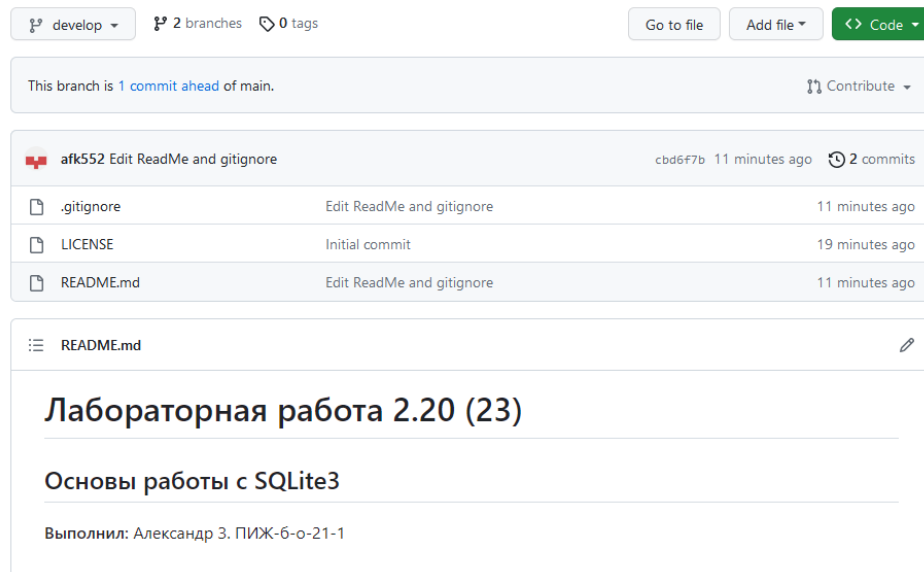 develop 2 branches 0 tags Go to file Add file Code
This branch is 1 commit ahead of main. Contribute
afk552 Edit ReadMe and gitignore cbd6f7b 11 minutes ago 2 commits
.gitignore Edit ReadMe and gitignore 11 minutes ago
LICENSE Initial commit 19 minutes ago
README.md Edit ReadMe and gitignore 11 minutes ago
README.md
Лабораторная работа 2.20 (23)
Основы работы с SQLite3
Выполнил: Александр З. ПИЖ-б-о-21-1